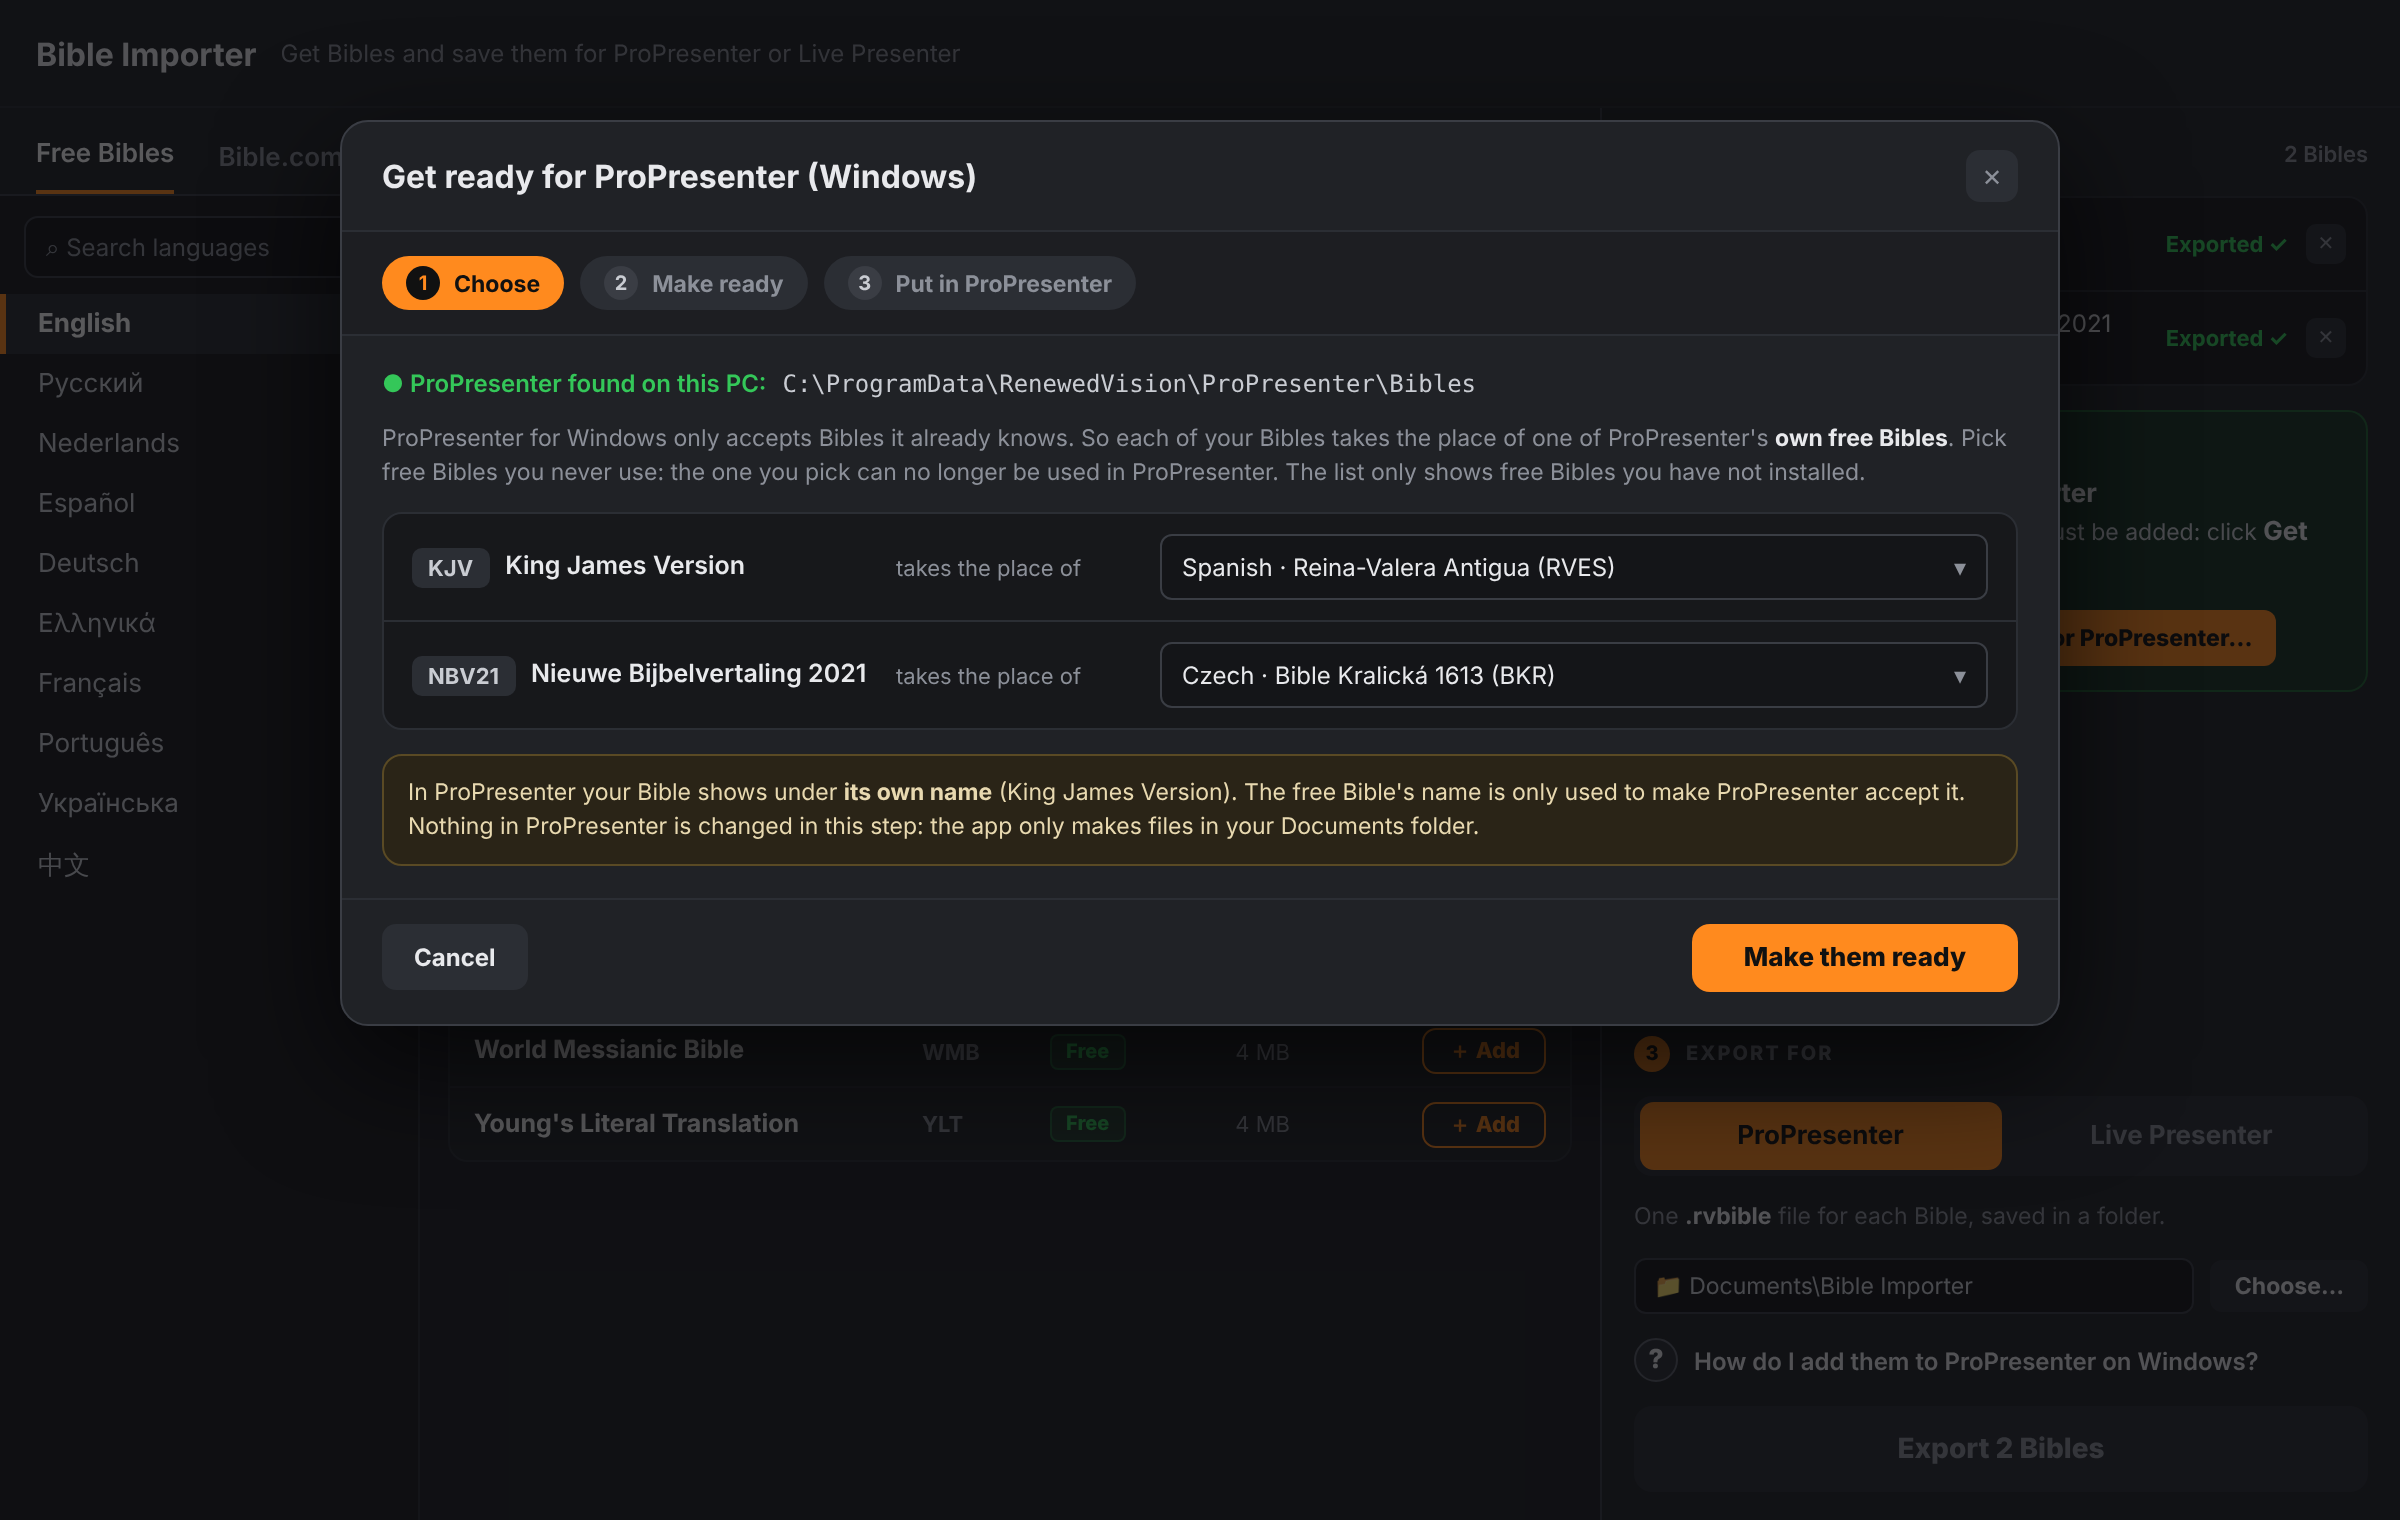 Bible Importer Get Bibles and save them for ProPresenter or Live Presenter
Free Bibles Bible.com
2 Bibles
Search languages
English
Русский
Nederlands
Español
Deutsch
Ελληνικά
Français
Português
Українська
中文
Get ready for ProPresenter (Windows)
×
1 Choose 2 Make ready 3 Put in ProPresenter
ProPresenter found on this PC: C:\ProgramData\RenewedVision\ProPresenter\Bibles
ProPresenter for Windows only accepts Bibles it already knows. So each of your Bibles takes the place of one of ProPresenter's own free Bibles. Pick
free Bibles you never use: the one you pick can no longer be used in ProPresenter. The list only shows free Bibles you have not installed.
KJV King James Version takes the place of Spanish · Reina-Valera Antigua (RVES) ▾
NBV21 Nieuwe Bijbelvertaling 2021 takes the place of Czech · Bible Kralická 1613 (BKR) ▾
In ProPresenter your Bible shows under its own name (King James Version). The free Bible's name is only used to make ProPresenter accept it.
Nothing in ProPresenter is changed in this step: the app only makes files in your Documents folder.
Cancel Make them ready
Exported ✓ ×
2021 Exported ✓ ×
be added: click Get
ProPresenter...
World Messianic Bible WMB Free 4 MB + Add
Young's Literal Translation YLT Free 4 MB + Add
3 EXPORT FOR
ProPresenter Live Presenter
One .rvbible file for each Bible, saved in a folder.
Documents\Bible Importer Choose...
? How do I add them to ProPresenter on Windows?
Export 2 Bibles